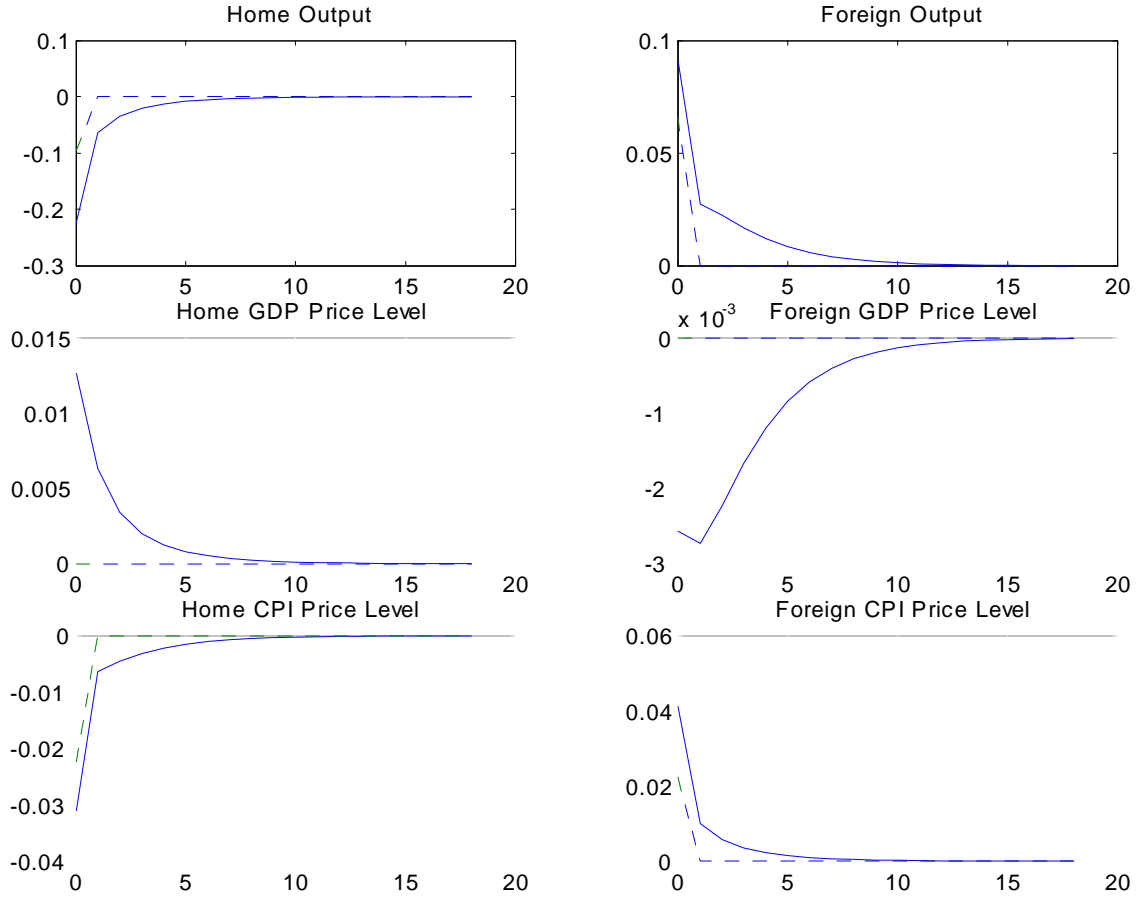 Home Output
Foreign Output
0.1
0
-0.1
-0.2
-0.3
0 5 10 15 20
0.1
0.05
0
0 5 10 15 20
Home GDP Price Level
x 10^-3 Foreign GDP Price Level
0.015
0.01
0.005
0
0 5 10 15 20
0
-1
-2
-3
0 5 10 15 20
Home CPI Price Level
Foreign CPI Price Level
0
-0.01
-0.02
-0.03
-0.04
0 5 10 15 20
0.06
0.04
0.02
0
0 5 10 15 20